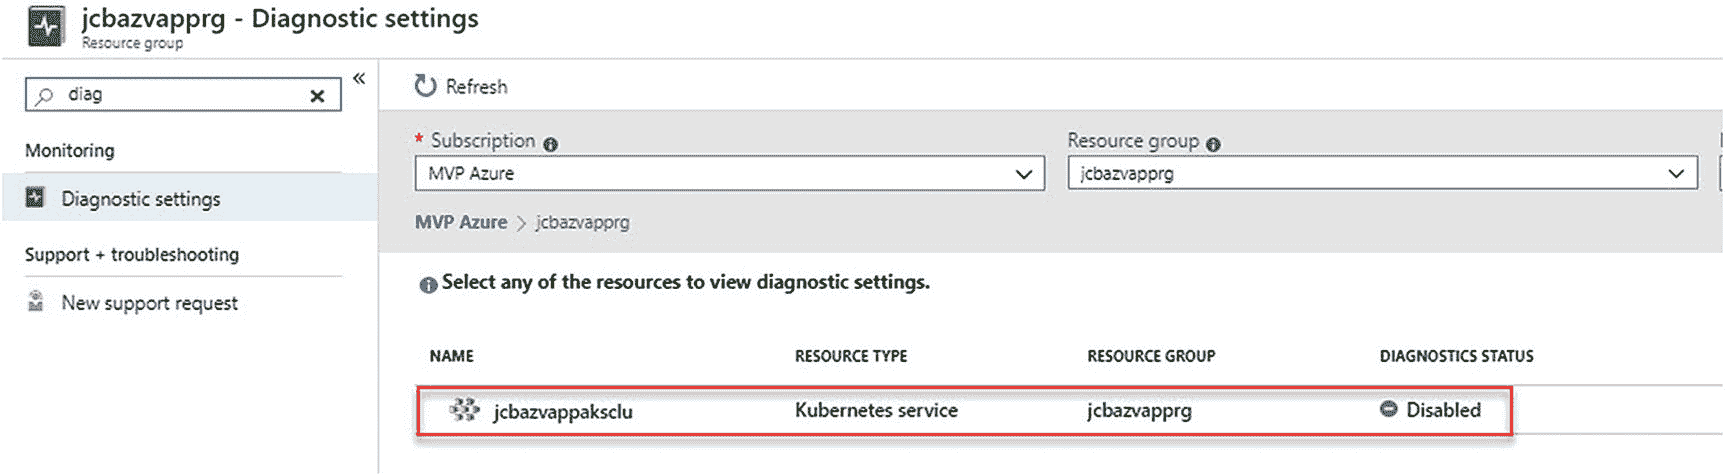 jcbazvapprg - Diagnostic settings
Resource group
diag
Monitoring
Diagnostic settings
Support + troubleshooting
New support request
Refresh
* Subscription
MVP Azure
Resource group
jcbazvapprg
MVP Azure > jcbazvapprg
Select any of the resources to view diagnostic settings.
NAME RESOURCE TYPE RESOURCE GROUP DIAGNOSTICS STATUS
jcbazvappaksclu Kubernetes service jcbazvapprg Disabled